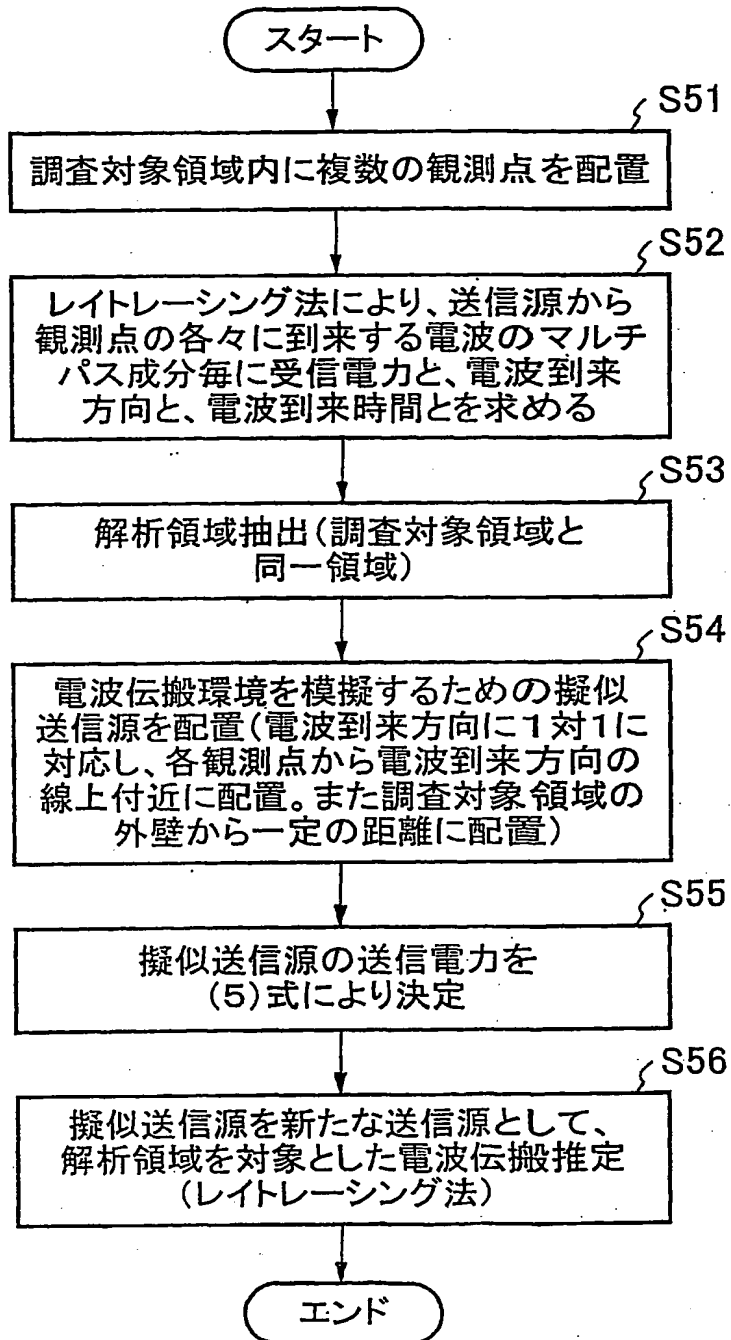 スタート
S51
調査対象領域内に複数の観測点を配置
S52
レイトレーシング法により、送信源から
観測点の各々に到来する電波のマルチ
パス成分毎に受信電力と、電波到来
方向と、電波到来時間とを求める
S53
解析領域抽出(調査対象領域と
同一領域)
S54
電波伝搬環境を模擬するための擬似
送信源を配置(電波到来方向に1対1に
対応し、各観測点から電波到来方向の
線上付近に配置。また調査対象領域の
外壁から一定の距離に配置)
S55
擬似送信源の送信電力を
(5)式により決定
S56
擬似送信源を新たな送信源として、
解析領域を対象とした電波伝搬推定
(レイトレーシング法)
エンド